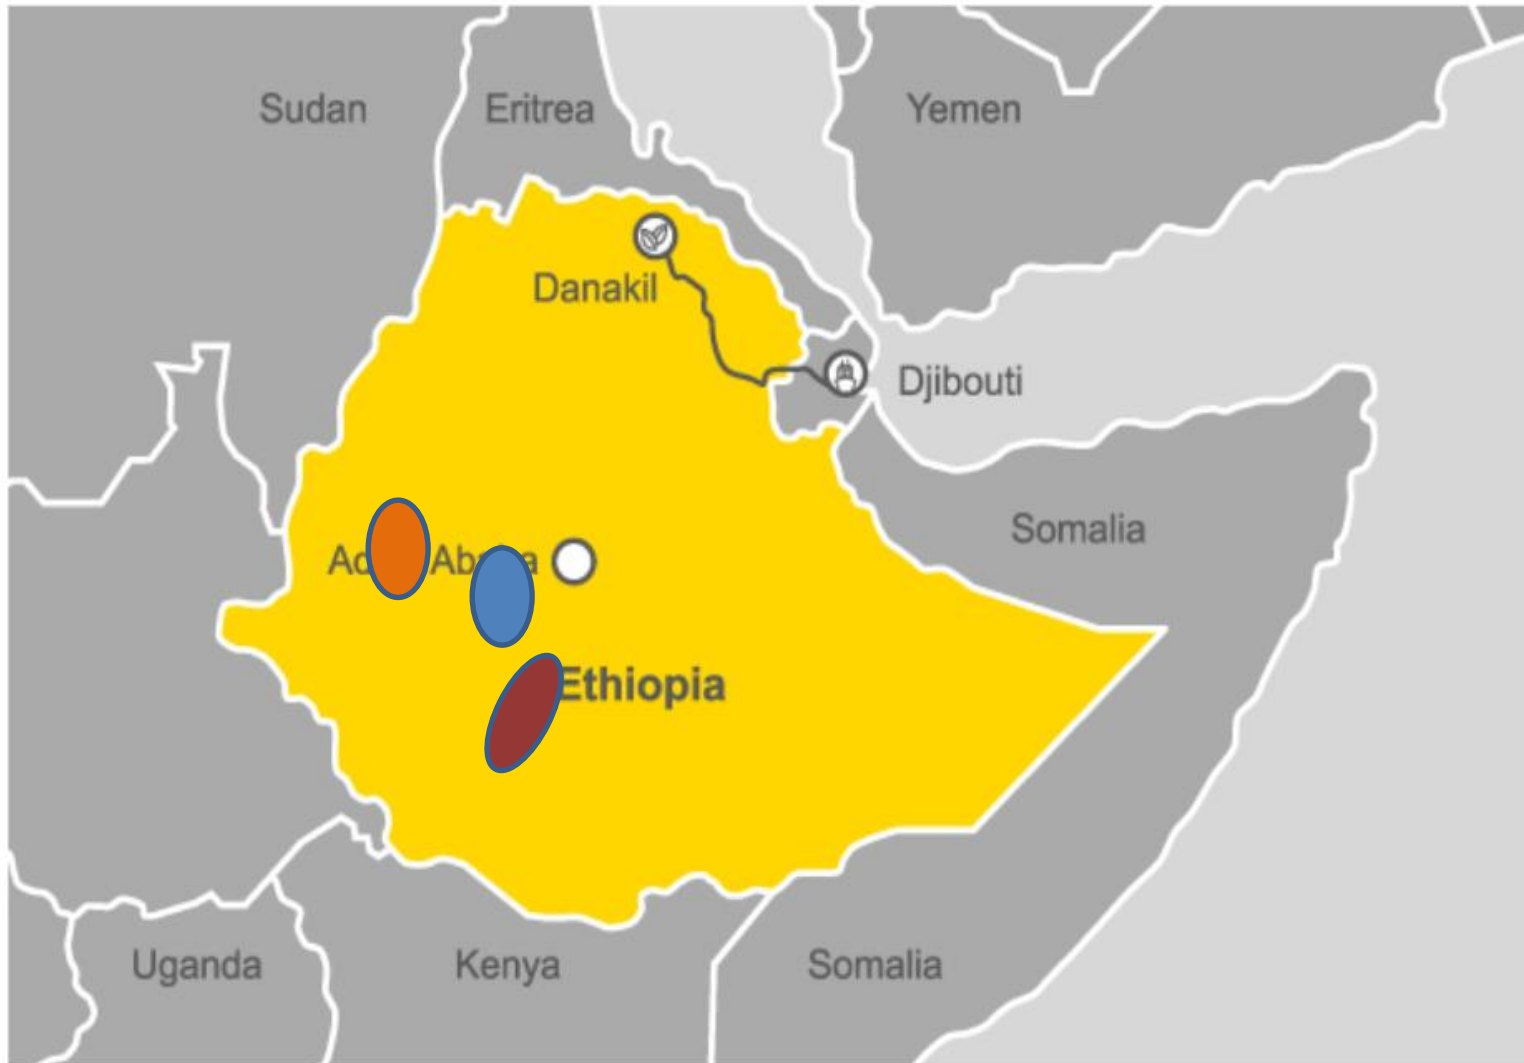 Sudan
Eritrea
Yemen
Danakil
Djibouti
Somalia
Ethiopia
Uganda
Kenya
Somalia